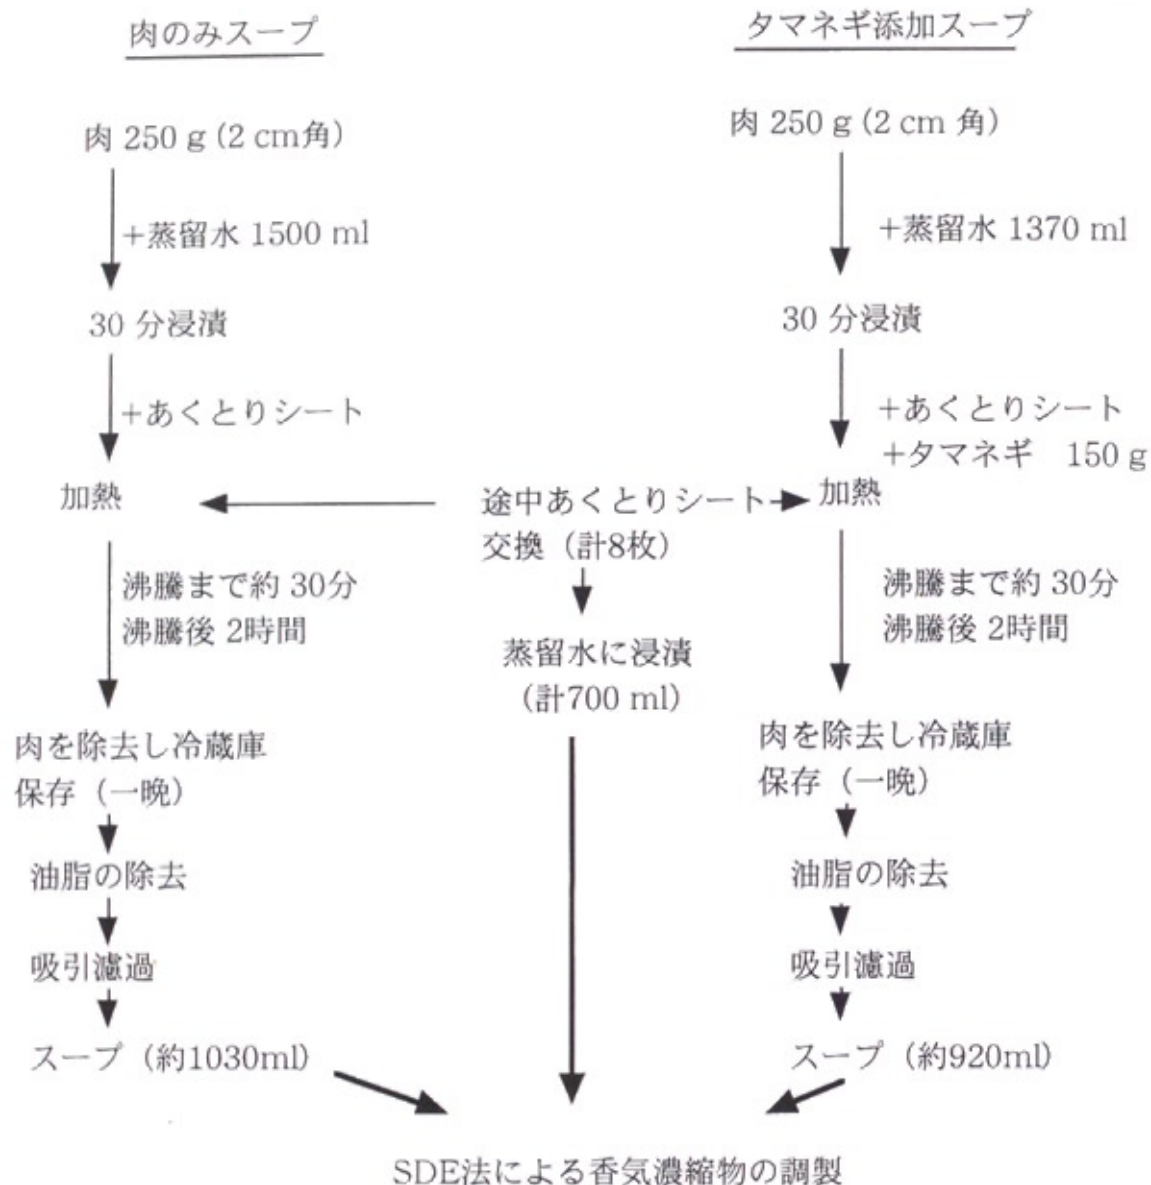 肉のみスープ
肉 250 g (2 cm角)
+蒸留水 1500 ml
30 分浸漬
+あくとりシート
加熱
沸騰まで約 30分
沸騰後 2時間
肉を除去し冷蔵庫
保存（一晩）
油脂の除去
吸引濾過
スープ（約1030ml）
途中あくとりシート
交換（計8枚）
蒸留水に浸漬
（計700 ml）
タマネギ添加スープ
肉 250 g (2 cm 角)
+蒸留水 1370 ml
30 分浸漬
+あくとりシート
+タマネギ　150 g
加熱
沸騰まで約 30分
沸騰後 2時間
肉を除去し冷蔵庫
保存（一晩）
油脂の除去
吸引濾過
スープ（約920ml）
SDE法による香気濃縮物の調製